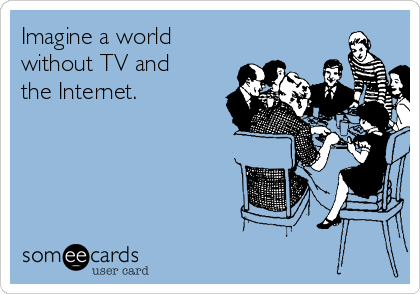 Imagine a world
without TV and
the Internet.
someecards
user card